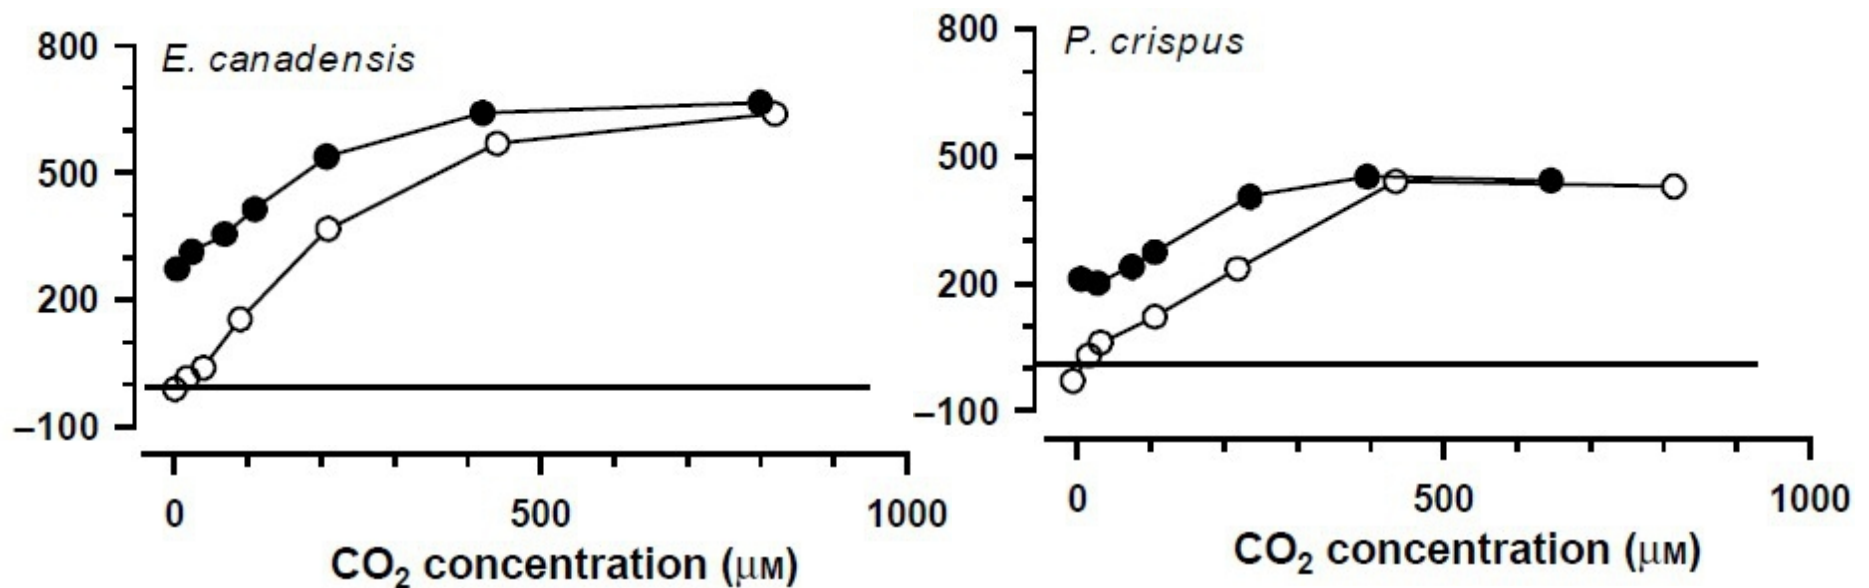 E. canadensis
800
500
200
–100
0 500 1000
CO₂ concentration (μM)
P. crispus
800
500
200
–100
0 500 1000
CO₂ concentration (μM)